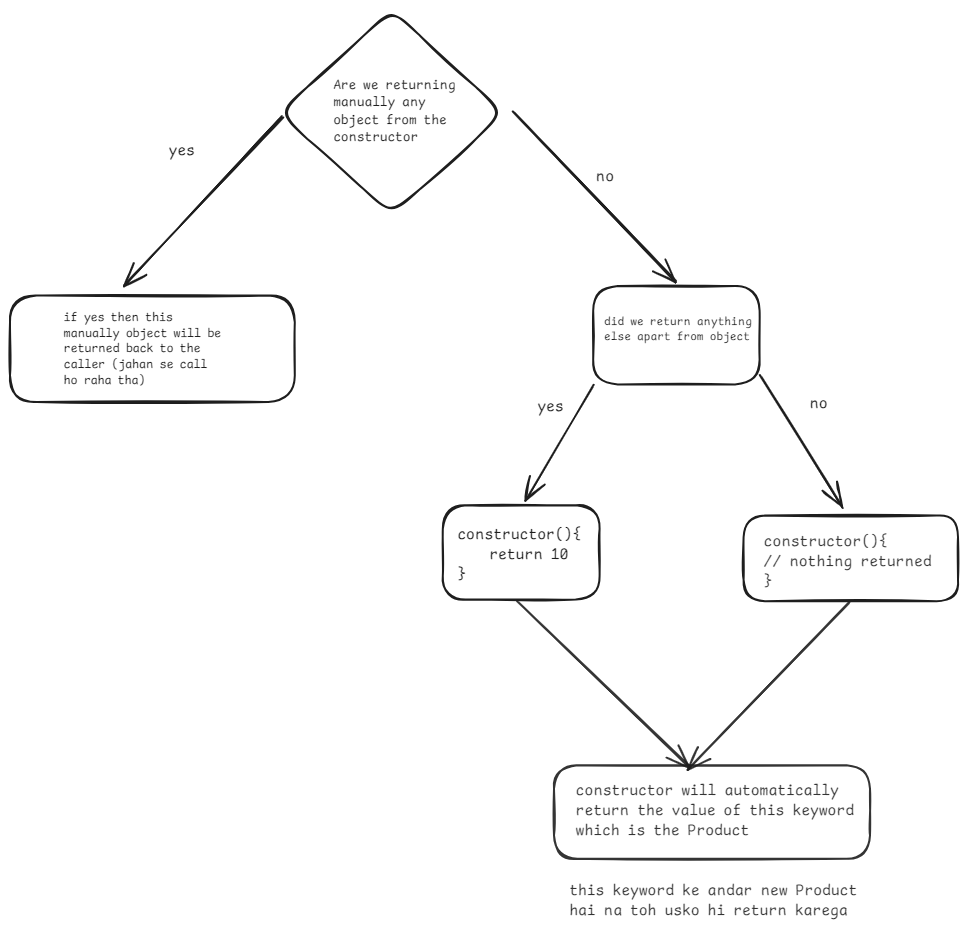 Are we returning
manually any
object from the
constructor
yes
no
if yes then this
manually object will be
returned back to the
caller (jahan se call
ho raha tha)
did we return anything
else apart from object
yes
no
constructor(){
return 10
}
constructor(){
// nothing returned
}
constructor will automatically
return the value of this keyword
which is the Product
this keyword ke andar new Product
hai na toh usko hi return karega